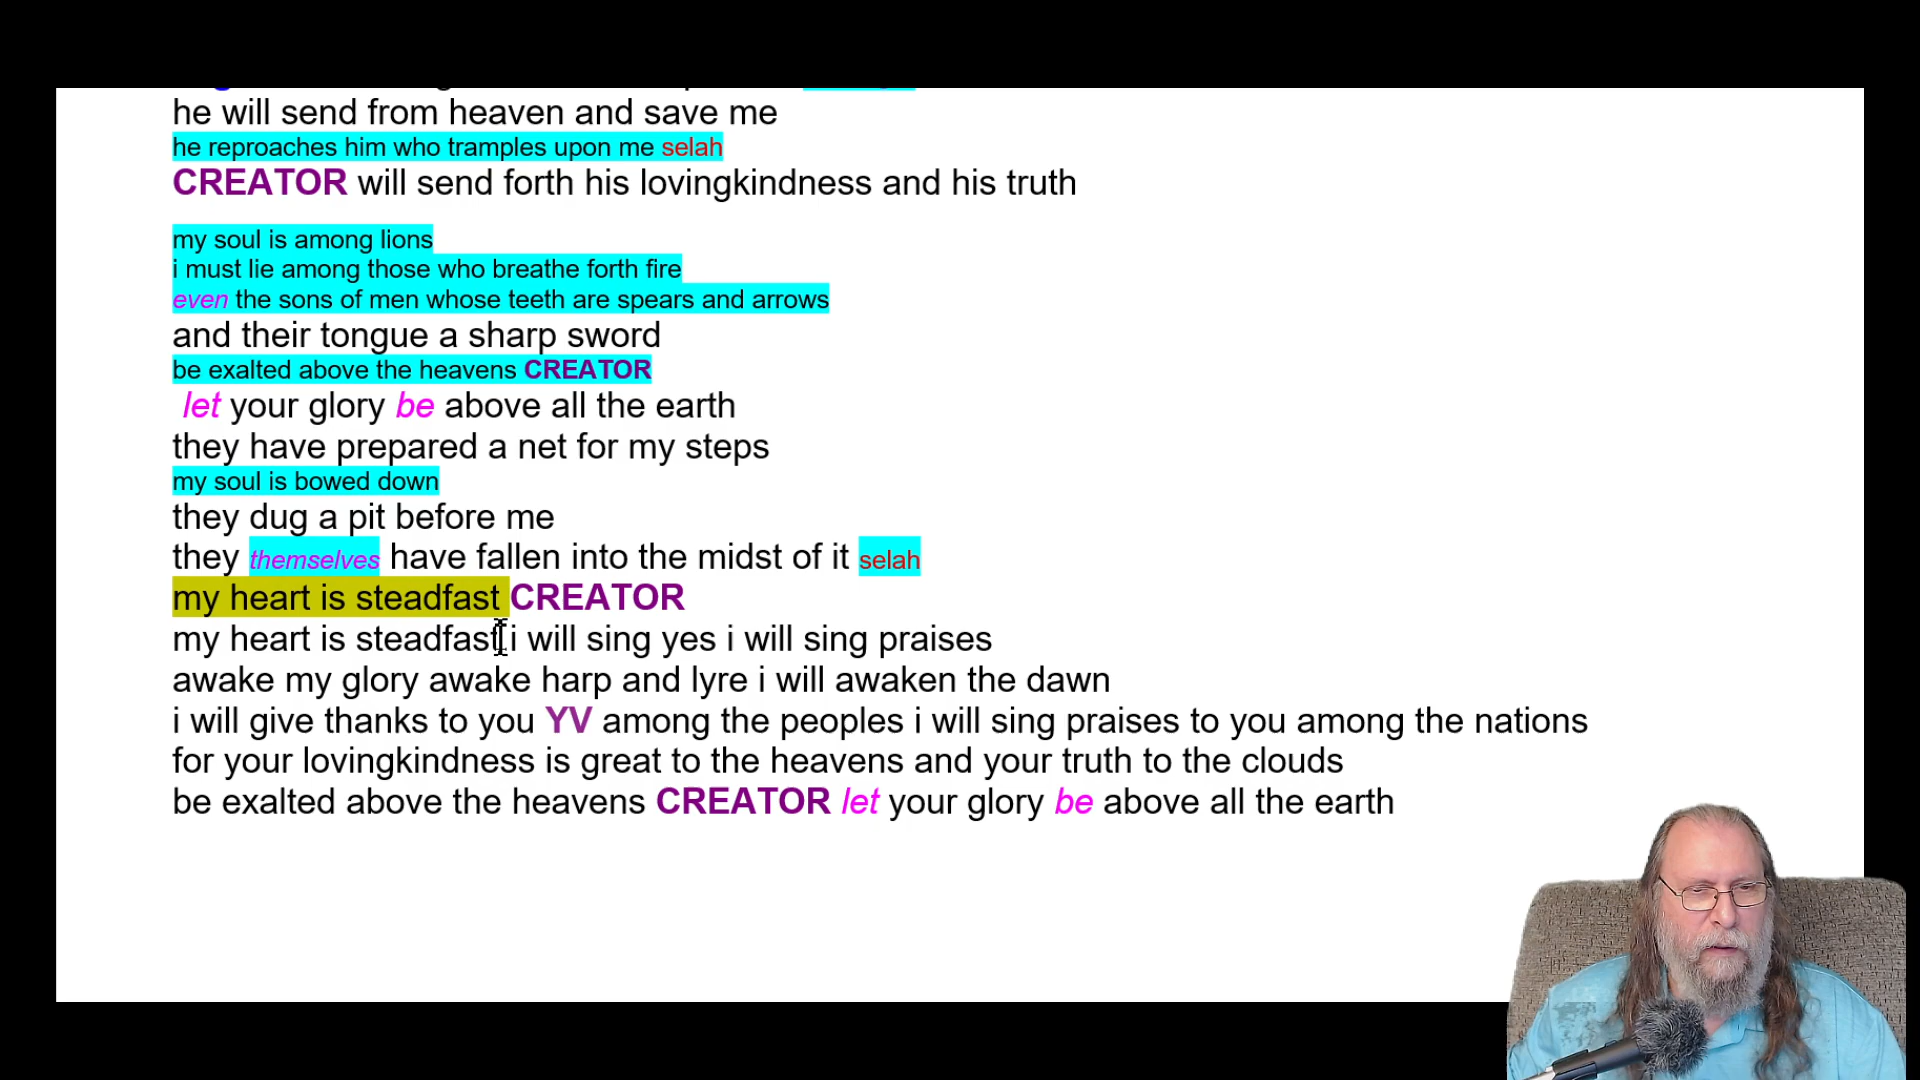 he will send from heaven and save me
he reproaches him who tramples upon me selah
CREATOR will send forth his lovingkindness and his truth
my soul is among lions
i must lie among those who breathe forth fire
even the sons of men whose teeth are spears and arrows
and their tongue a sharp sword
be exalted above the heavens CREATOR
let your glory be above all the earth
they have prepared a net for my steps
my soul is bowed down
they dug a pit before me
they themselves have fallen into the midst of it selah
my heart is steadfast CREATOR
my heart is steadfast i will sing yes i will sing praises
awake my glory awake harp and lyre i will awaken the dawn
i will give thanks to you YV among the peoples i will sing praises to you among the nations
for your lovingkindness is great to the heavens and your truth to the clouds
be exalted above the heavens CREATOR let your glory be above all the earth